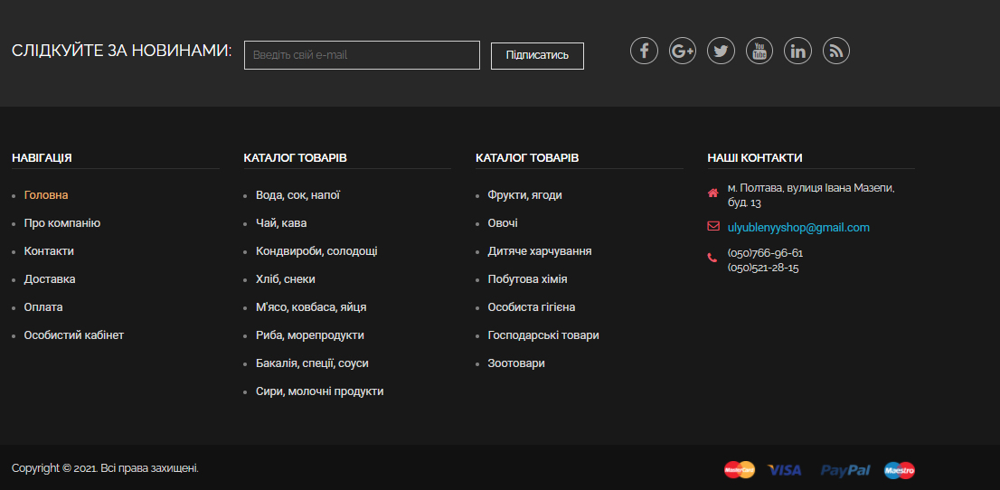 СЛІДКУЙТЕ ЗА НОВИНАМИ:
Введіть свій e-mail
Підписатись
You
Tube
НАВІГАЦІЯ
Головна
Про компанію
Контакти
Доставка
Оплата
Особистий кабінет
КАТАЛОГ ТОВАРІВ
Вода, сок, напої
Чай, кава
Кондвироби, солодощі
Хліб, снеки
М'ясо, ковбаса, яйця
Риба, морепродукти
Бакалія, спеції, соуси
Сири, молочні продукти
КАТАЛОГ ТОВАРІВ
Фрукти, ягоди
Овочі
Дитяче харчування
Побутова хімія
Особиста гігієна
Господарські товари
Зоотовари
НАШІ КОНТАКТИ
м. Полтава, вулиця Івана Мазепи,
буд. 13
ulyublenyyshop@gmail.com
(050)766-96-61
(050)521-28-15
Copyright © 2021. Всі права захищені.
MasterCard
VISA
PayPal
Maestro